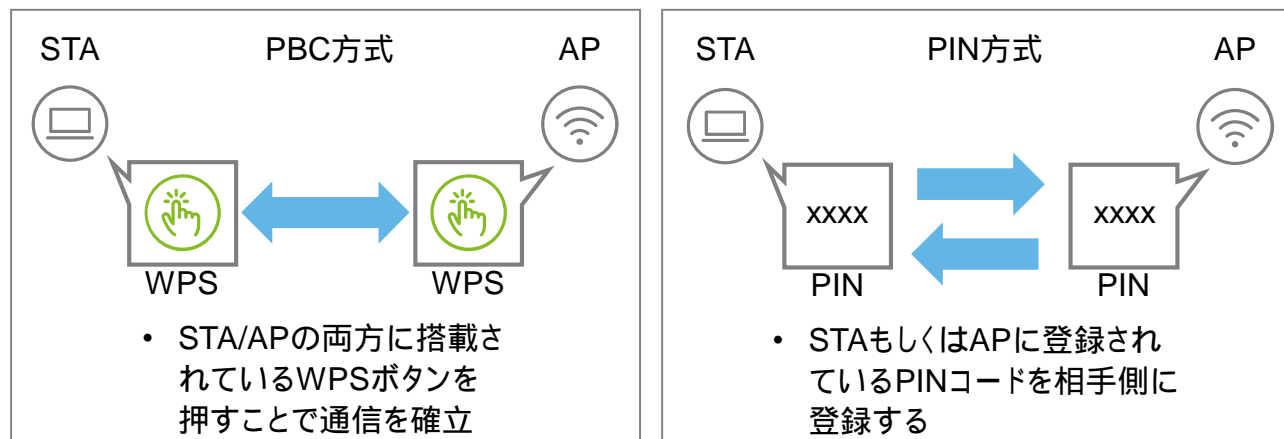 STA PBC方式 AP
WPS WPS
• STA/APの両方に搭載さ
れているWPSボタンを
押すことで通信を確立
STA PIN方式 AP
xxxx xxxx
PIN PIN
• STAもしくはAPに登録され
ているPINコードを相手側に
登録する